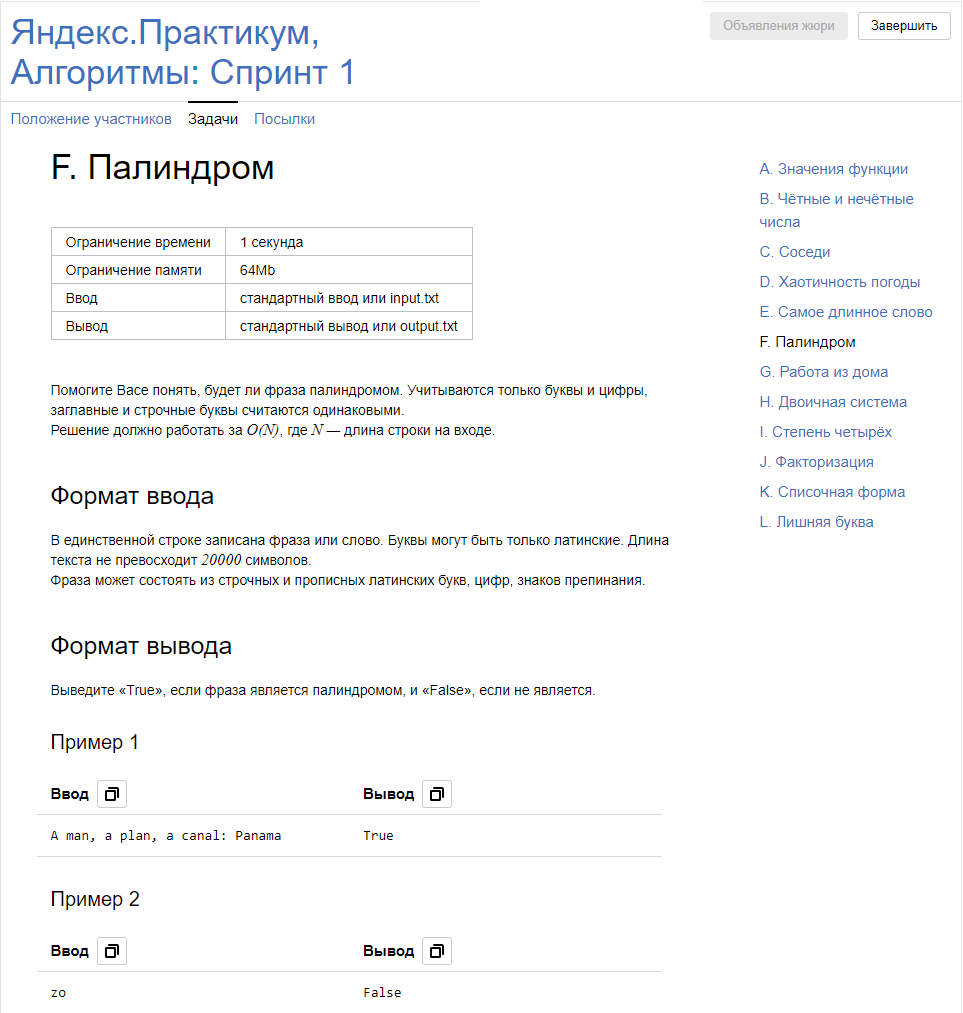 Яндекс.Практикум,
Алгоритмы: Спринт 1
Объявления жюри
Завершить
Положение участников Задачи Посылки
F. Палиндром
Ограничение времени 1 секунда
Ограничение памяти 64Mb
Ввод стандартный ввод или input.txt
Вывод стандартный вывод или output.txt
Помогите Васе понять, будет ли фраза палиндромом. Учитываются только буквы и цифры,
заглавные и строчные буквы считаются одинаковыми.
Решение должно работать за O(N), где N — длина строки на входе.
Формат ввода
В единственной строке записана фраза или слово. Буквы могут быть только латинские. Длина
текста не превосходит 20000 символов.
Фраза может состоять из строчных и прописных латинских букв, цифр, знаков препинания.
Формат вывода
Выведите «True», если фраза является палиндромом, и «False», если не является.
Пример 1
Ввод Вывод
A man, a plan, a canal: Panama True
Пример 2
Ввод Вывод
zo False
A. Значения функции
B. Чётные и нечётные
числа
C. Соседи
D. Хаотичность погоды
E. Самое длинное слово
F. Палиндром
G. Работа из дома
H. Двоичная система
I. Степень четырёх
J. Факторизация
K. Списочная форма
L. Лишняя буква